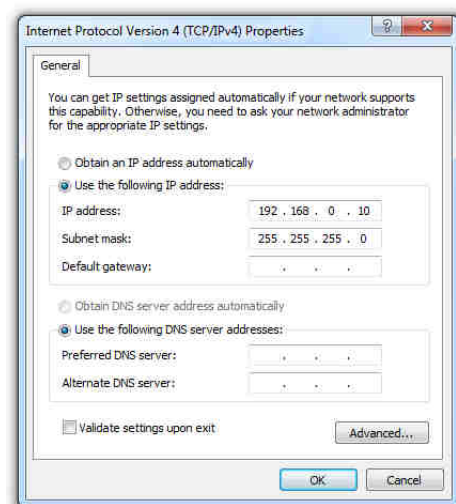 Internet Protocol Version 4 (TCP/IPv4) Properties
General
You can get IP settings assigned automatically if your network supports
this capability. Otherwise, you need to ask your network administrator
for the appropriate IP settings.
Obtain an IP address automatically
Use the following IP address:
IP address: 192 . 168 . 0 . 10
Subnet mask: 255 . 255 . 255 . 0
Default gateway: . . .
Obtain DNS server address automatically
Use the following DNS server addresses:
Preferred DNS server: . . .
Alternate DNS server: . . .
Validate settings upon exit
Advanced...
OK Cancel